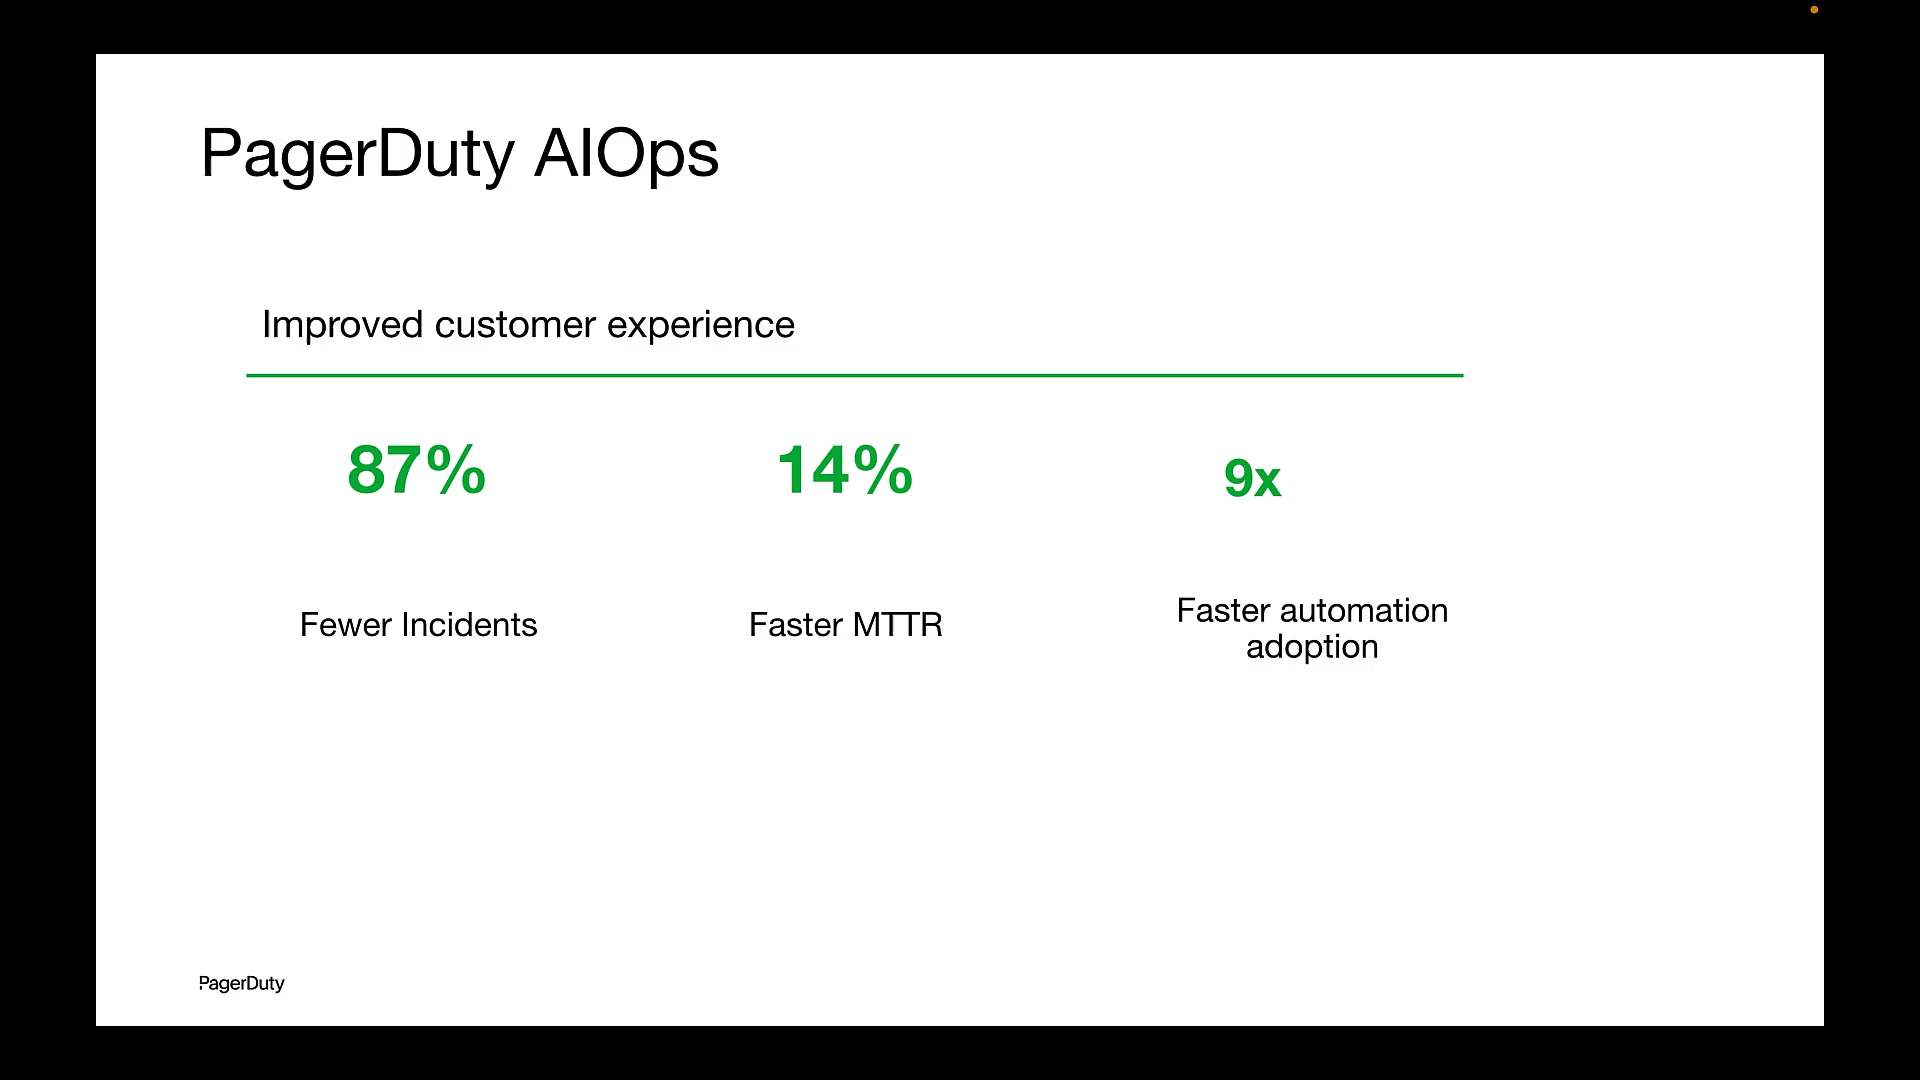 PagerDuty AIOps
Improved customer experience
87%
14%
9x
Fewer Incidents
Faster MTTR
Faster automation
adoption
PagerDuty